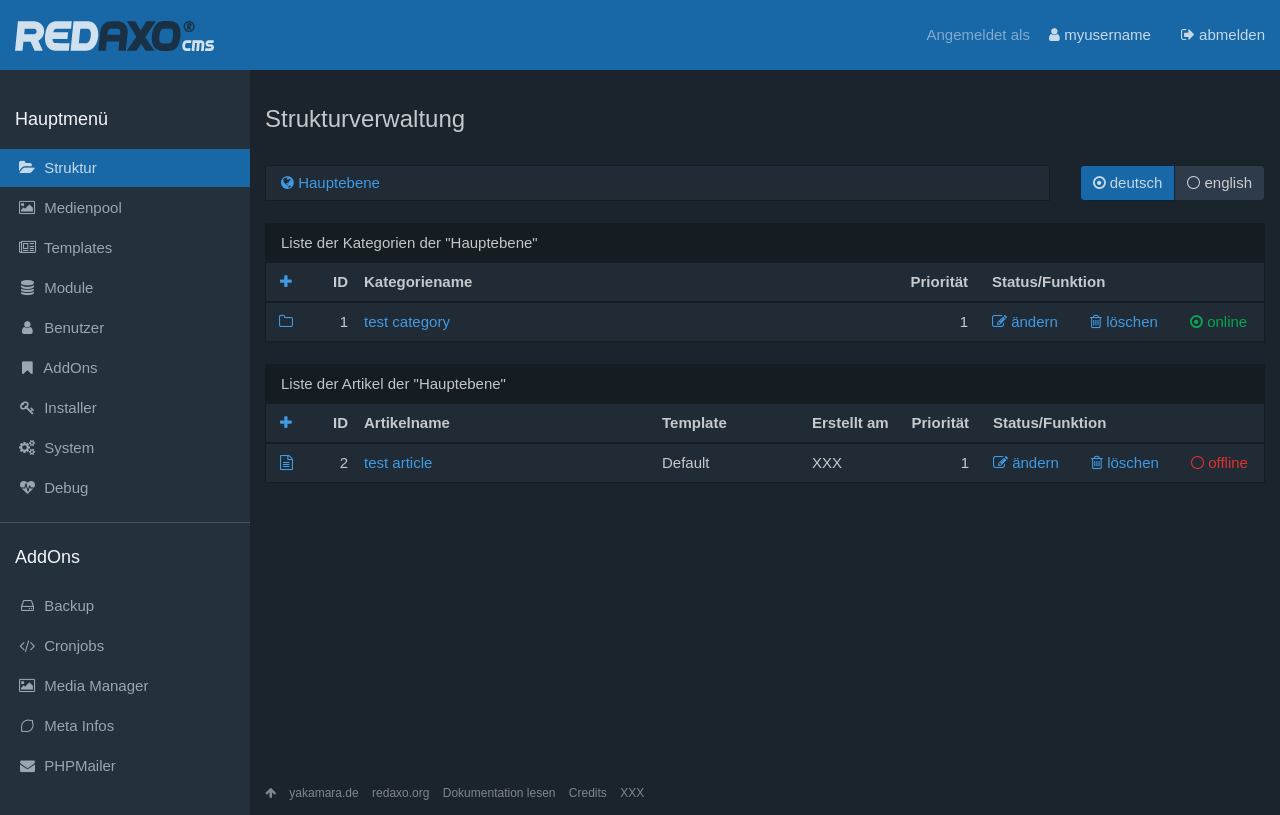 REDAXO® cms
Angemeldet als myusername abmelden
Hauptmenü
Struktur
Medienpool
Templates
Module
Benutzer
AddOns
Installer
System
Debug
AddOns
Backup
Cronjobs
Media Manager
Meta Infos
PHPMailer
Strukturverwaltung
Hauptebene
deutsch english
Liste der Kategorien der "Hauptebene"
ID Kategoriename Priorität Status/Funktion
1 test category 1 ändern löschen online
Liste der Artikel der "Hauptebene"
ID Artikelname Template Erstellt am Priorität Status/Funktion
2 test article Default XXX 1 ändern löschen offline
yakamara.de redaxo.org Dokumentation lesen Credits XXX